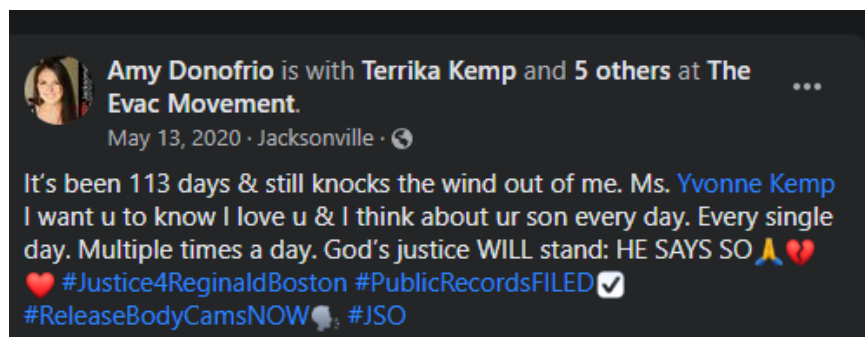 Amy Donofrio is with Terrika Kemp and 5 others at The
Evac Movement.
May 13, 2020 · Jacksonville ·
It's been 113 days & still knocks the wind out of me. Ms. Yvonne Kemp
I want u to know I love u & I think about ur son every day. Every single
day. Multiple times a day. God's justice WILL stand: HE SAYS SO🙏💔
❤️ #Justice4ReginaldBoston #PublicRecordsFILED☑️
#ReleaseBodyCamsNOW🗣️ #JSO